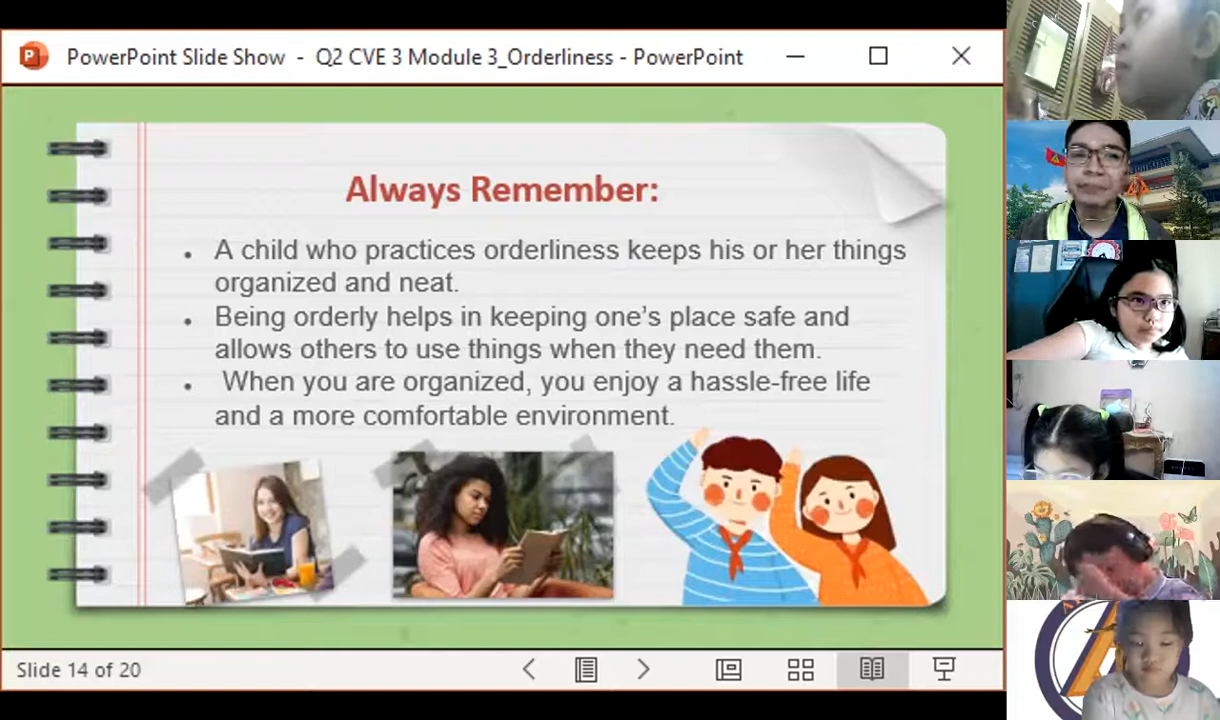 PowerPoint Slide Show - Q2 CVE 3 Module 3_Orderliness - PowerPoint
Always Remember:
• A child who practices orderliness keeps his or her things
organized and neat.
• Being orderly helps in keeping one's place safe and
allows others to use things when they need them.
• When you are organized, you enjoy a hassle-free life
and a more comfortable environment.
Slide 14 of 20